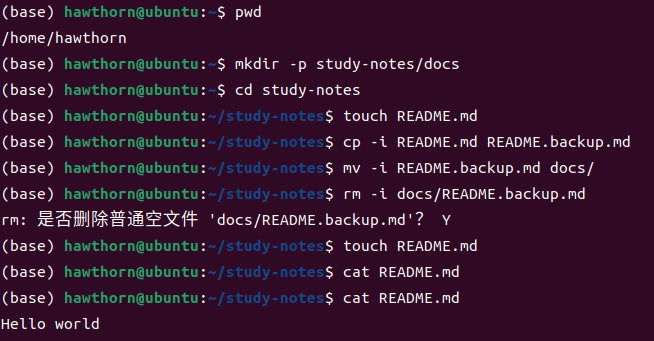 (base) hawthorn@ubuntu:~$ pwd
/home/hawthorn
(base) hawthorn@ubuntu:~$ mkdir -p study-notes/docs
(base) hawthorn@ubuntu:~$ cd study-notes
(base) hawthorn@ubuntu:~/study-notes$ touch README.md
(base) hawthorn@ubuntu:~/study-notes$ cp -i README.md README.backup.md
(base) hawthorn@ubuntu:~/study-notes$ mv -i README.backup.md docs/
(base) hawthorn@ubuntu:~/study-notes$ rm -i docs/README.backup.md
rm: 是否删除普通空文件 'docs/README.backup.md'? Y
(base) hawthorn@ubuntu:~/study-notes$ touch README.md
(base) hawthorn@ubuntu:~/study-notes$ cat README.md
(base) hawthorn@ubuntu:~/study-notes$ cat README.md
Hello world